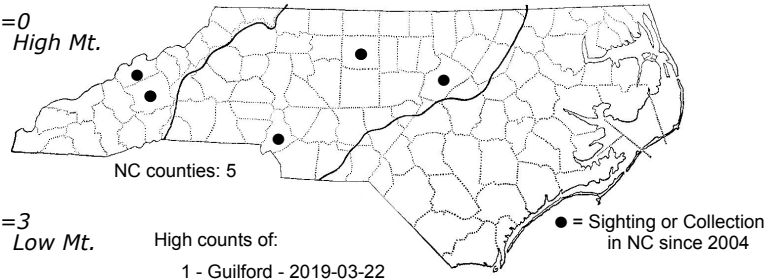 =0
High Mt.
NC counties: 5
=3
Low Mt.
High counts of:
1 - Guilford - 2019-03-22
● = Sighting or Collection
in NC since 2004